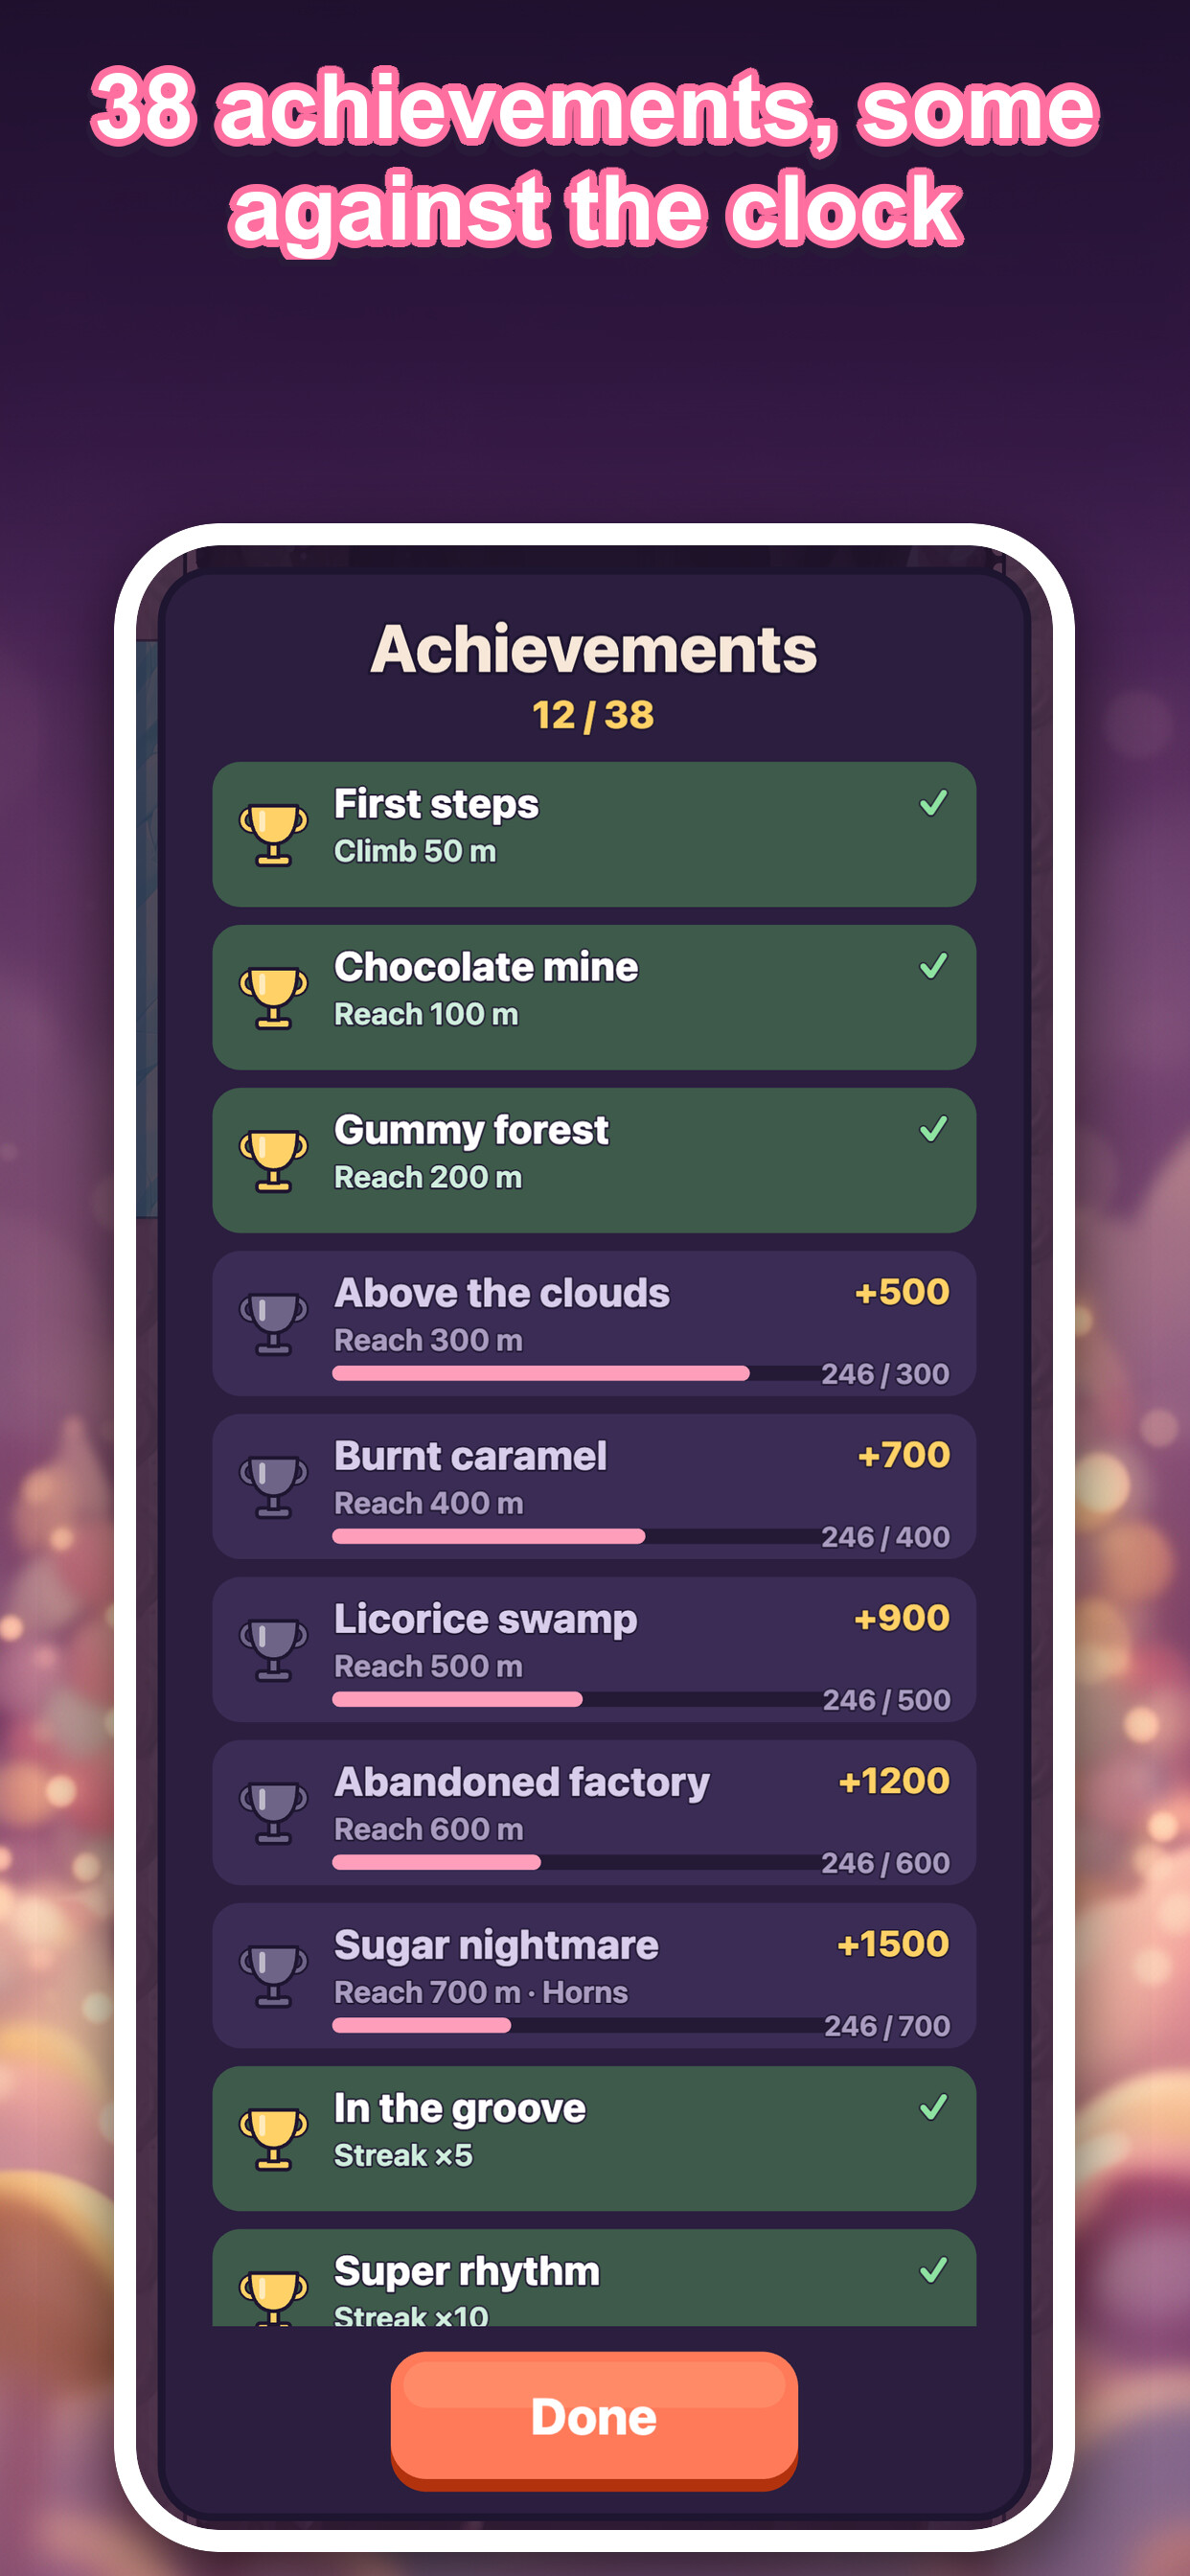 38 achievements, some
against the clock
Achievements
12 / 38
First steps
Climb 50 m
Chocolate mine
Reach 100 m
Gummy forest
Reach 200 m
Above the clouds
+500
Reach 300 m
246 / 300
Burnt caramel
+700
Reach 400 m
246 / 400
Licorice swamp
+900
Reach 500 m
246 / 500
Abandoned factory
+1200
Reach 600 m
246 / 600
Sugar nightmare
+1500
Reach 700 m · Horns
246 / 700
In the groove
Streak ×5
Super rhythm
Streak ×10
Done